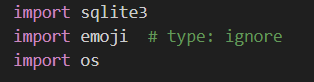 import sqlite3
import emoji  # type: ignore
import os